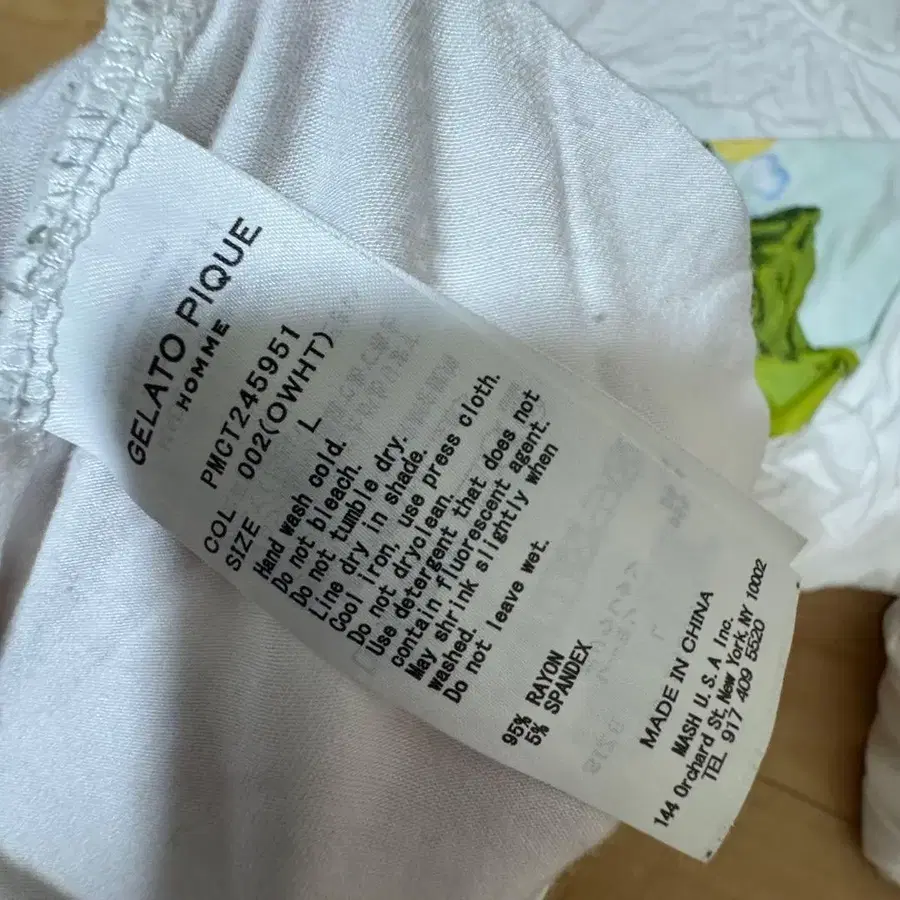 GELATO PIQUE
HOMME
PMCT245951
COL 002(OWHT)
SIZE L
Hand wash cold.
Do not bleach.
Do not tumble dry.
Line dry in shade.
Cool iron, use press cloth.
Do not dryclean.
Use detergent that does not
contain fluorescent agent.
May shrink slightly when
washed.
Do not leave wet.
95% RAYON
5% SPANDEX
MADE IN CHINA
MASH U.S.A Inc.
144 Orchard St, New York, NY 10002
TEL 917 409 5520